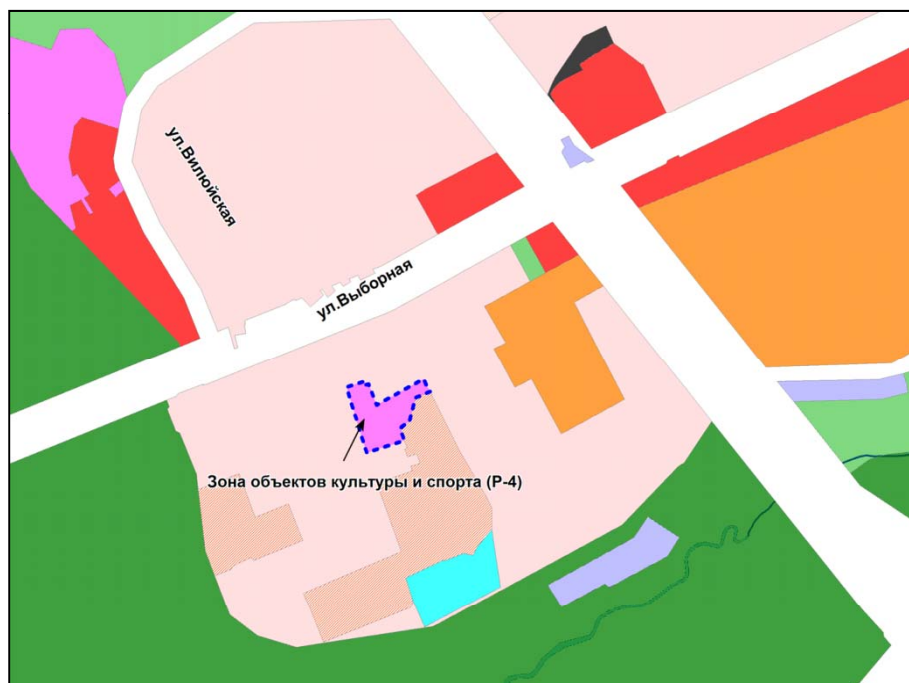 ул.Вилюйская
ул.Выборная
Зона объектов культуры и спорта (Р-4)